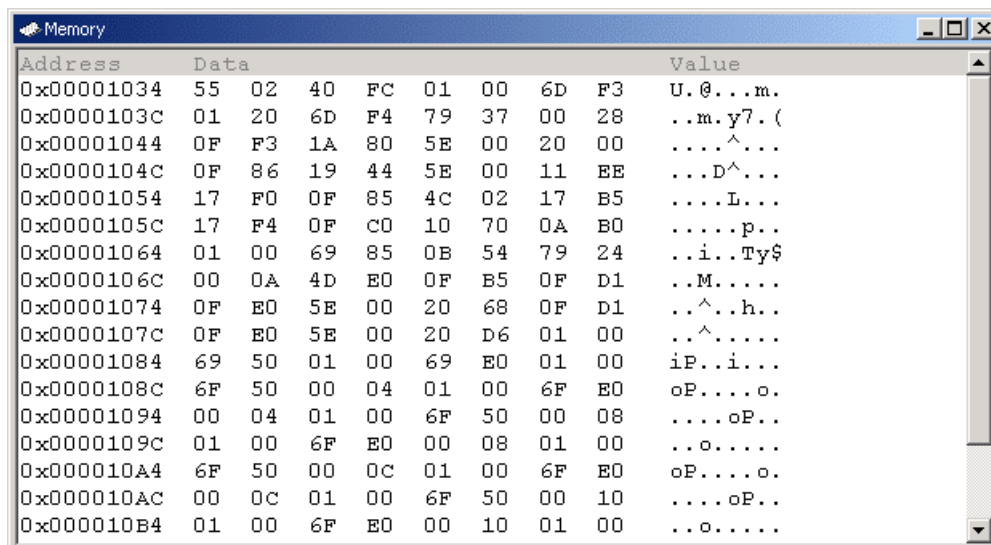 Memory
Address Data Value
0x00001034 55 02 40 FC 01 00 6D F3 U.@...m.
0x0000103C 01 20 6D F4 79 37 00 28 . m.y7.(
0x00001044 0F F3 1A 80 5E 00 20 00 ....^. .
0x0000104C 0F 86 19 44 5E 00 11 EE ...D^...
0x00001054 17 F0 0F 85 4C 02 17 B5 ....L...
0x0000105C 17 F4 0F C0 10 70 0A B0 .....p..
0x00001064 01 00 69 85 0B 54 79 24 ..i..Ty$
0x0000106C 00 0A 4D E0 0F B5 0F D1 ..M.....
0x00001074 0F E0 5E 00 20 68 0F D1 ..^..h..
0x0000107C 0F E0 5E 00 20 D6 01 00 ..^.....
0x00001084 69 50 01 00 69 E0 01 00 iP..i...
0x0000108C 6F 50 00 04 01 00 6F E0 oP....o.
0x00001094 00 04 01 00 6F 50 00 08 ....oP..
0x0000109C 01 00 6F E0 00 08 01 00 ..o.....
0x000010A4 6F 50 00 0C 01 00 6F E0 oP....o.
0x000010AC 00 0C 01 00 6F 50 00 10 ....oP..
0x000010B4 01 00 6F E0 00 10 01 00 ..o.....